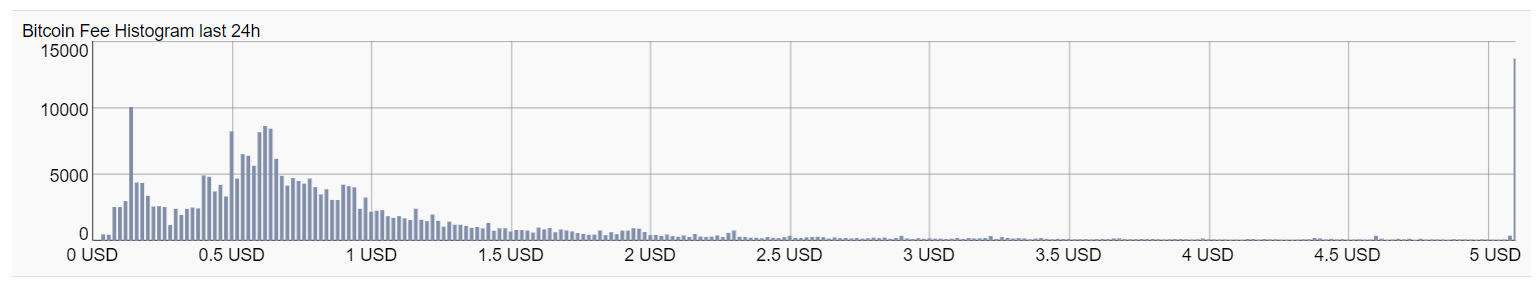 Bitcoin Fee Histogram last 24h
15000
10000
5000
0
0 USD 0.5 USD 1 USD 1.5 USD 2 USD 2.5 USD 3 USD 3.5 USD 4 USD 4.5 USD 5 USD